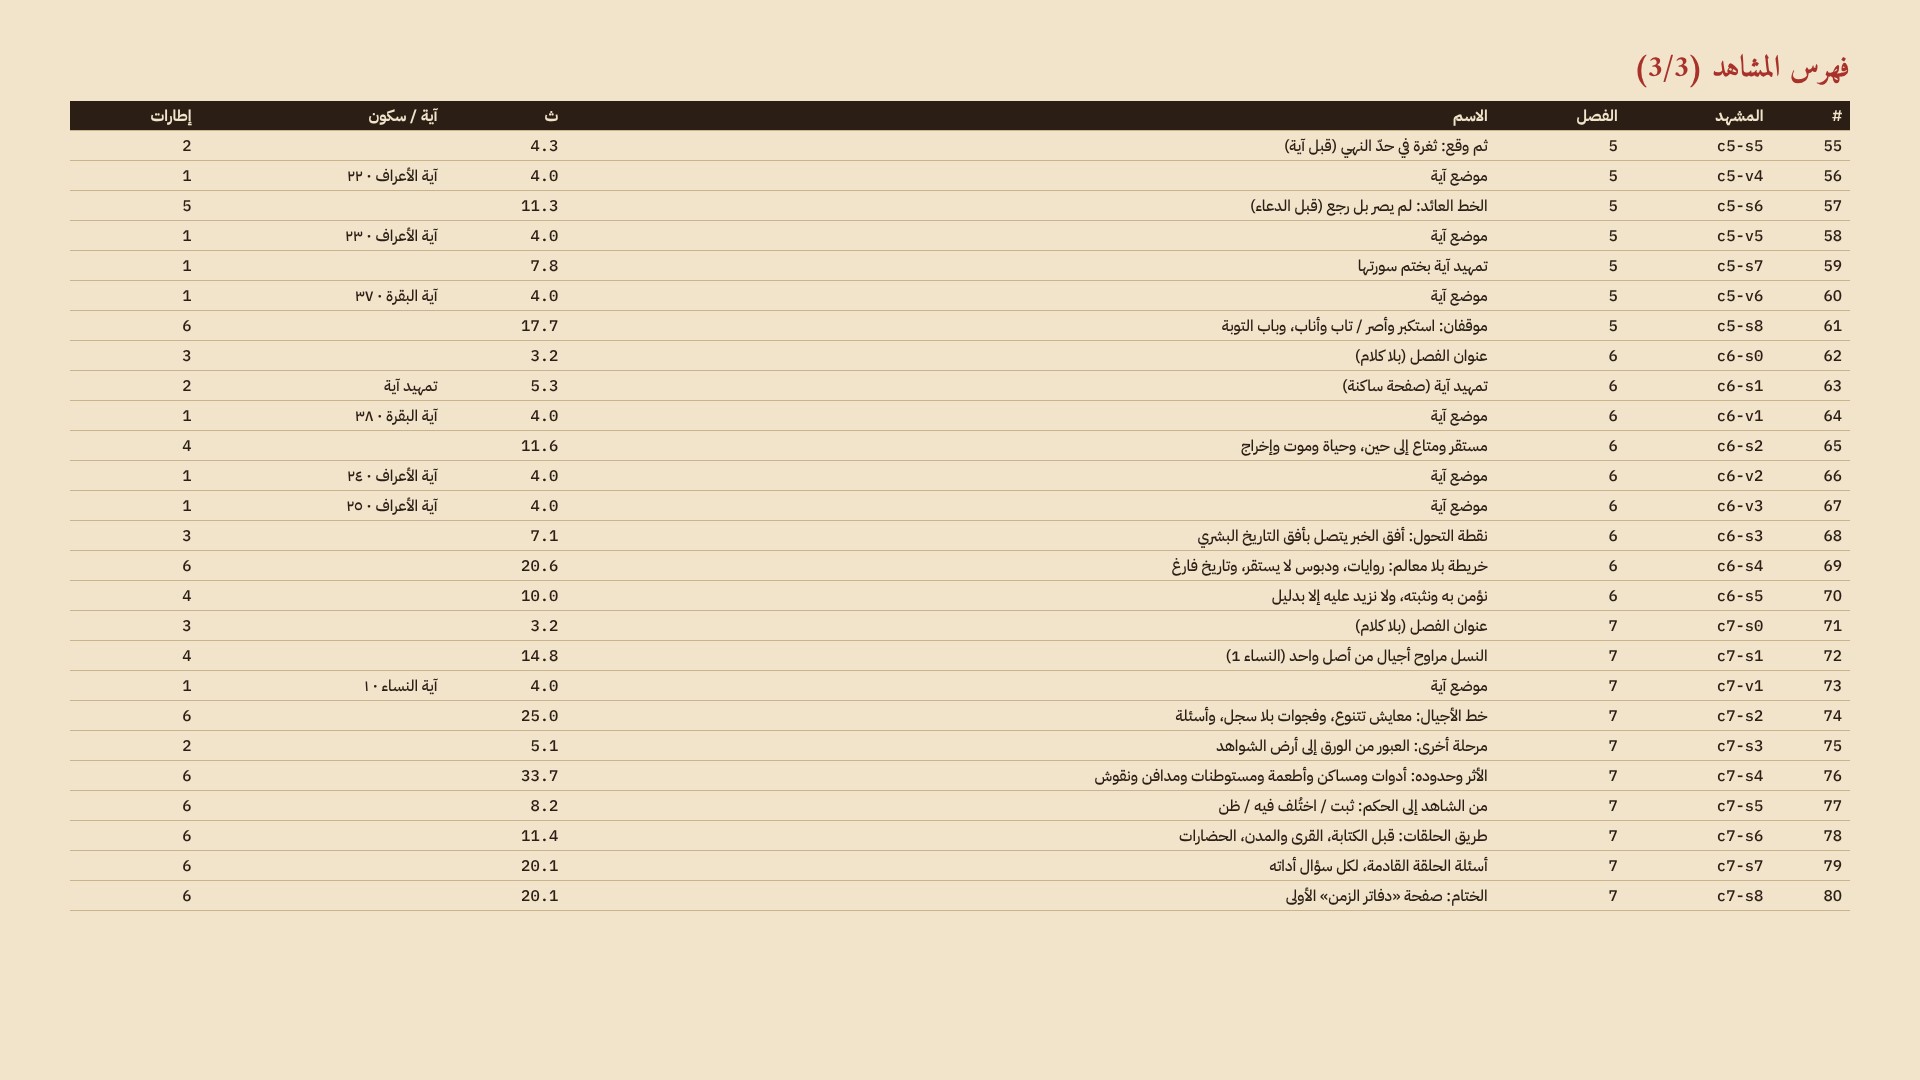 فهرس المشاهد (3/3)
# المشهد الفصل الاسم ث آية / سكون إطارات
55 c5-s5 5 ثم وقع: ثغرة في حدّ النهي (قبل آية) 4.3 2
56 c5-v4 5 موضع آية 4.0 آية الأعراف · ٢٢ 1
57 c5-s6 5 الخط العائد: لم يصر بل رجع (قبل الدعاء) 11.3 5
58 c5-v5 5 موضع آية 4.0 آية الأعراف · ٢٣ 1
59 c5-s7 5 تمهيد آية بختم سورتها 7.8 1
60 c5-v6 5 موضع آية 4.0 آية البقرة · ٣٧ 1
61 c5-s8 5 موقفان: استكبر وأصر / تاب وأناب، وباب التوبة 17.7 6
62 c6-s0 6 عنوان الفصل (بلا كلام) 3.2 3
63 c6-s1 6 تمهيد آية (صفحة ساكنة) 5.3 تمهيد آية 2
64 c6-v1 6 موضع آية 4.0 آية البقرة · ٣٨ 1
65 c6-s2 6 مستقر ومتاع إلى حين، وحياة وموت وإخراج 11.6 4
66 c6-v2 6 موضع آية 4.0 آية الأعراف · ٢٤ 1
67 c6-v3 6 موضع آية 4.0 آية الأعراف · ٢٥ 1
68 c6-s3 6 نقطة التحول: أفق الخبر يتصل بأفق التاريخ البشري 7.1 3
69 c6-s4 6 خريطة بلا معالم: روايات، ودبوس لا يستقر، وتاريخ فارغ 20.6 6
70 c6-s5 6 نؤمن به ونثبته، ولا نزيد عليه إلا بدليل 10.0 4
71 c7-s0 7 عنوان الفصل (بلا كلام) 3.2 3
72 c7-s1 7 النسل مراوح أجيال من أصل واحد (النساء 1) 14.8 4
73 c7-v1 7 موضع آية 4.0 آية النساء · ١ 1
74 c7-s2 7 خط الأجيال: معايش تتنوع، وفجوات بلا سجل، وأسئلة 25.0 6
75 c7-s3 7 مرحلة أخرى: العبور من الورق إلى أرض الشواهد 5.1 2
76 c7-s4 7 الأثر وحدوده: أدوات ومساكن وأطعمة ومستوطنات ومدافن ونقوش 33.7 6
77 c7-s5 7 من الشاهد إلى الحكم: ثبت / اختُلف فيه / ظن 8.2 6
78 c7-s6 7 طريق الحلقات: قبل الكتابة، القرى والمدن، الحضارات 11.4 6
79 c7-s7 7 أسئلة الحلقة القادمة، لكل سؤال أداته 20.1 6
80 c7-s8 7 الختام: صفحة «دفاتر الزمن» الأولى 20.1 6